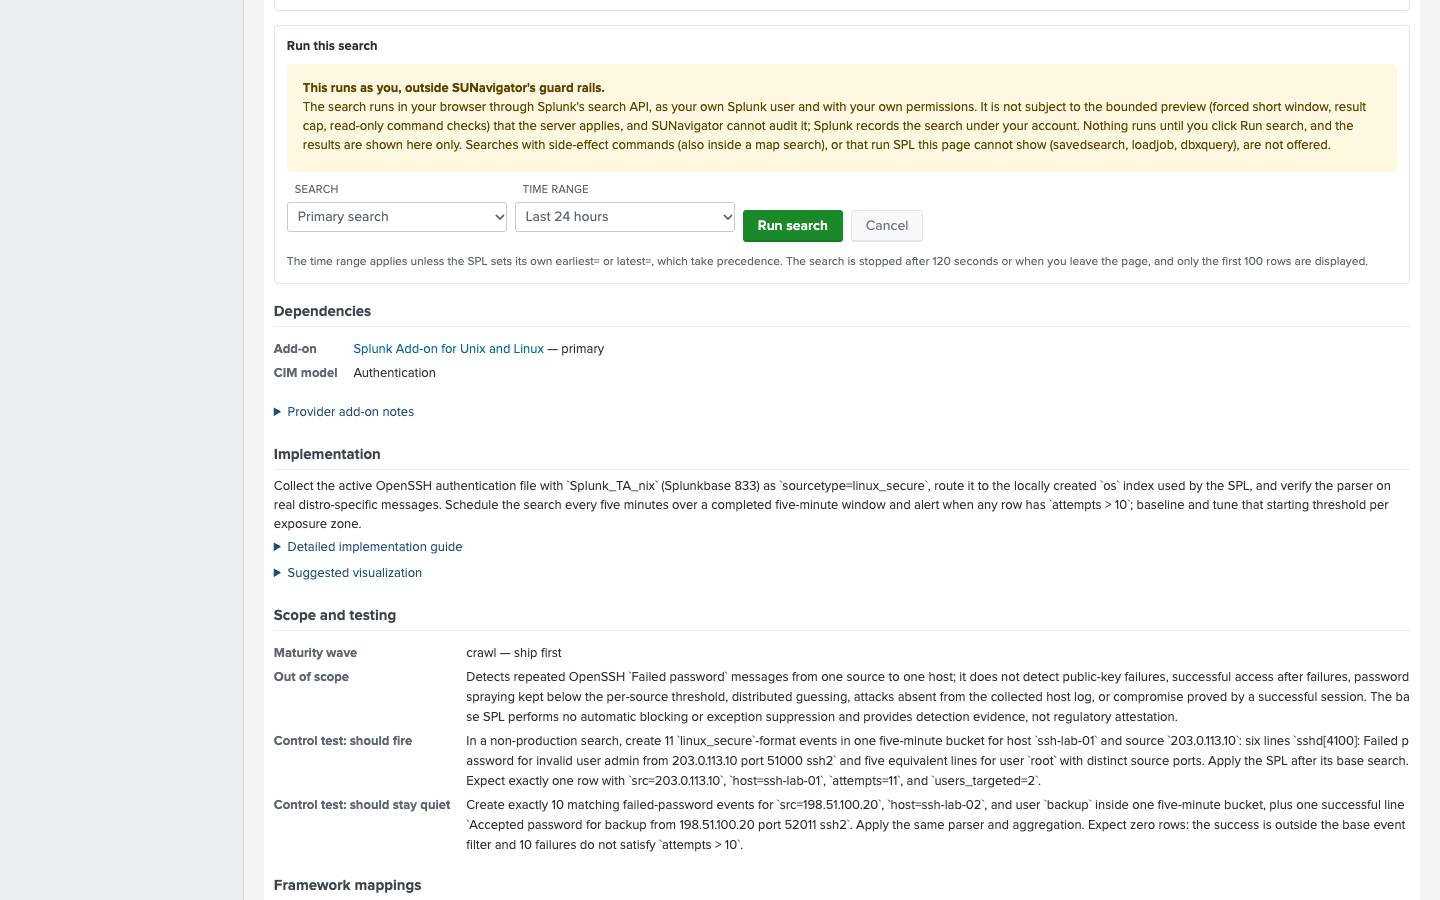 Run this search
This runs as you, outside SUNavigator's guard rails.
The search runs in your browser through Splunk's search API, as your own Splunk user and with your own permissions. It is not subject to the bounded preview (forced short window, result
cap, read-only command checks) that the server applies, and SUNavigator cannot audit it; Splunk records the search under your account. Nothing runs until you click Run search, and the
results are shown here only. Searches with side-effect commands (also inside a map search), or that run SPL this page cannot show (savedsearch, loadjob, dbxquery), are not offered.
SEARCH TIME RANGE
Primary search Last 24 hours Run search Cancel
The time range applies unless the SPL sets its own earliest= or latest=, which take precedence. The search is stopped after 120 seconds or when you leave the page, and only the first 100 rows are displayed.
Dependencies
Add-on Splunk Add-on for Unix and Linux — primary
CIM model Authentication
▶ Provider add-on notes
Implementation
Collect the active OpenSSH authentication file with `Splunk_TA_nix` (Splunkbase 833) as `sourcetype=linux_secure`, route it to the locally created `os` index used by the SPL, and verify the parser on
real distro-specific messages. Schedule the search every five minutes over a completed five-minute window and alert when any row has `attempts > 10`; baseline and tune that starting threshold per
exposure zone.
▶ Detailed implementation guide
▶ Suggested visualization
Scope and testing
Maturity wave crawl — ship first
Out of scope Detects repeated OpenSSH `Failed password` messages from one source to one host; it does not detect public-key failures, successful access after failures, password
spraying kept below the per-source threshold, distributed guessing, attacks absent from the collected host log, or compromise proved by a successful session. The ba
se SPL performs no automatic blocking or exception suppression and provides detection evidence, not regulatory attestation.
Control test: should fire In a non-production search, create 11 `linux_secure`-format events in one five-minute bucket for host `ssh-lab-01` and source `203.0.113.10`: six lines `sshd[4100]: Failed p
assword for invalid user admin from 203.0.113.10 port 51000 ssh2` and five equivalent lines for user `root` with distinct source ports. Apply the SPL after its base search.
Expect exactly one row with `src=203.0.113.10`, `host=ssh-lab-01`, `attempts=11`, and `users_targeted=2`.
Control test: should stay quiet Create exactly 10 matching failed-password events for `src=198.51.100.20`, `host=ssh-lab-02`, and user `backup` inside one five-minute bucket, plus one successful line
`Accepted password for backup from 198.51.100.20 port 52011 ssh2`. Apply the same parser and aggregation. Expect zero rows: the success is outside the base event
filter and 10 failures do not satisfy `attempts > 10`.
Framework mappings